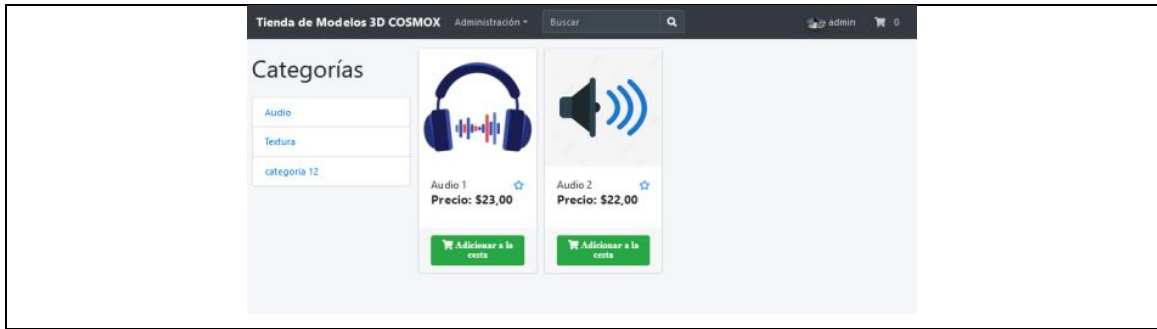 Tienda de Modelos 3D COSMOX Administración Buscar admin 0
Categorías
Audio
Textura
categoria 12
Audio 1
Precio: $23,00
Adicionar a la
cesta
Audio 2
Precio: $22,00
Adicionar a la
cesta